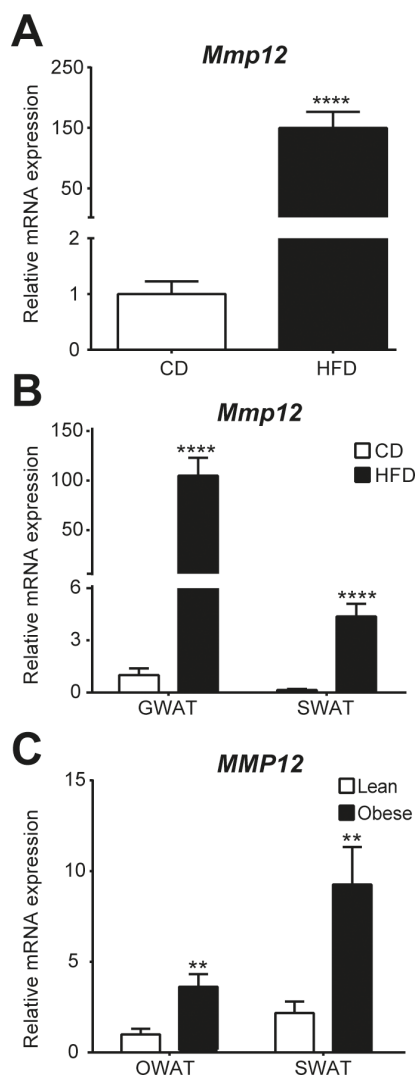 A
Mmp12
Relative mRNA expression
250
150
50
2
1
0
****
CD
HFD
B
Mmp12
Relative mRNA expression
150
100
50
6
3
0
****
****
CD
HFD
GWAT
SWAT
C
MMP12
Relative mRNA expression
15
10
5
0
**
**
Lean
Obese
OWAT
SWAT